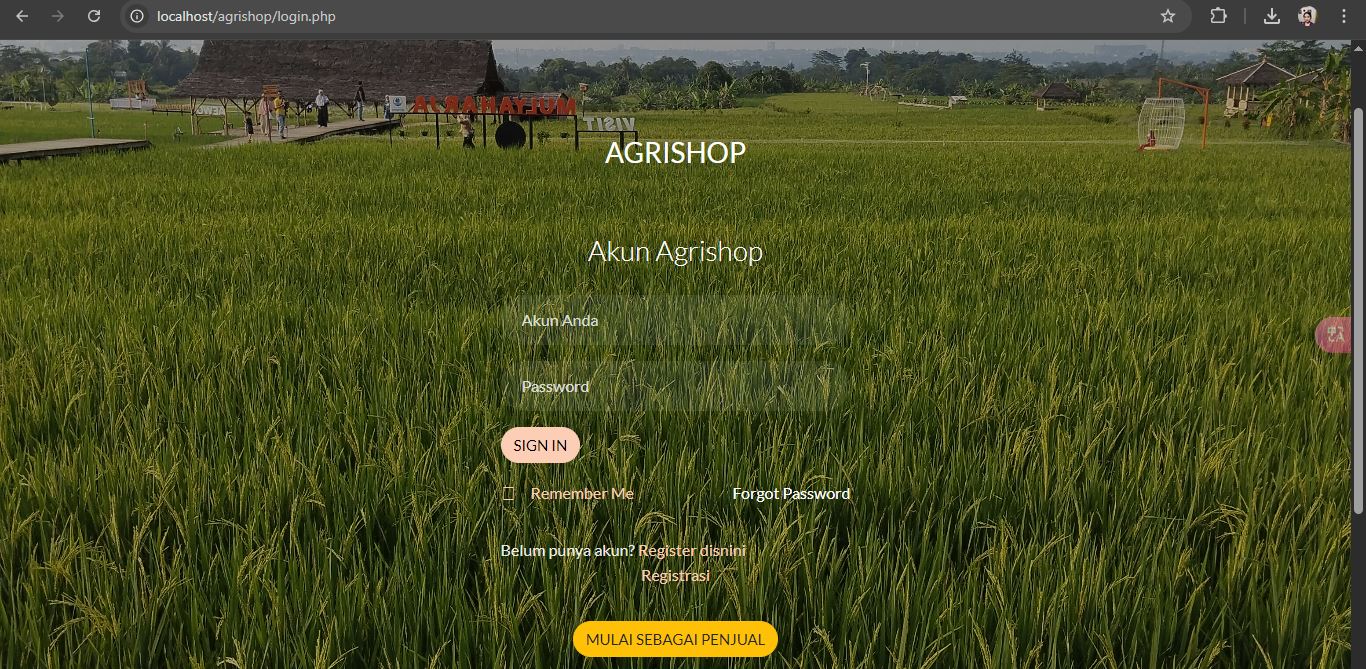 localhost/agrishop/login.php
MULYAHARJA
VISIT
AGRISHOP
Akun Agrishop
Akun Anda
Password
SIGN IN
Remember Me Forgot Password
Belum punya akun? Register disnini
Registrasi
MULAI SEBAGAI PENJUAL